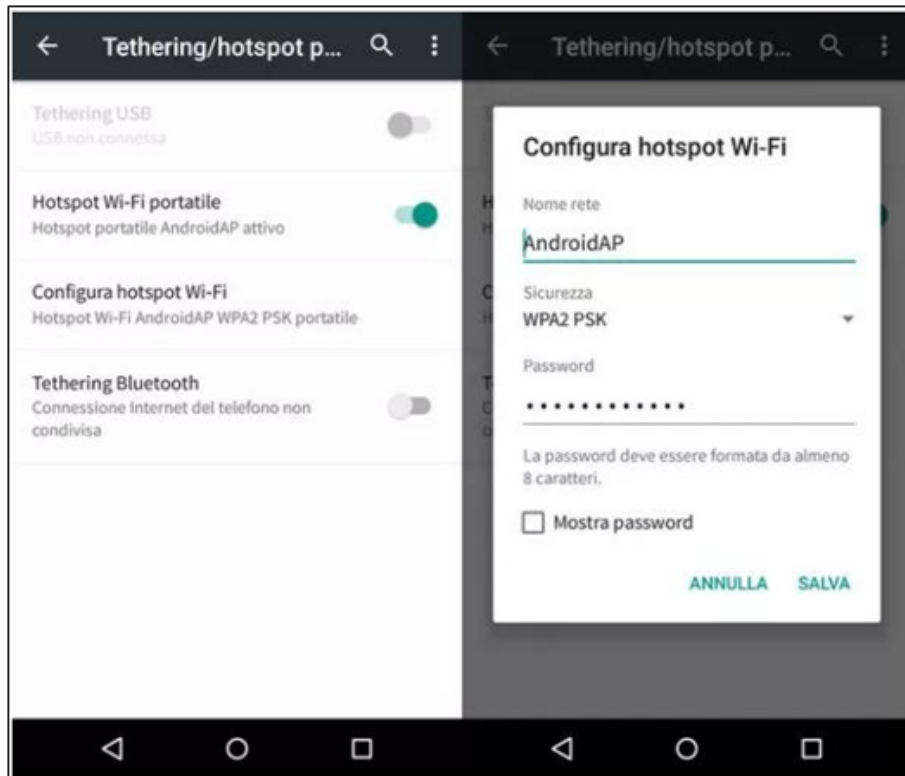 Tethering/hotspot p...
Tethering USB
USB non connessa
Hotspot Wi-Fi portatile
Hotspot portatile AndroidAP attivo
Configura hotspot Wi-Fi
Hotspot Wi-Fi AndroidAP WPA2 PSK portatile
Tethering Bluetooth
Connessione Internet del telefono non
condivisa
Tethering/hotspot p...
Configura hotspot Wi-Fi
Nome rete
AndroidAP
Sicurezza
WPA2 PSK
Password
••••••••••••
La password deve essere formata da almeno
8 caratteri.
Mostra password
ANNULLA SALVA